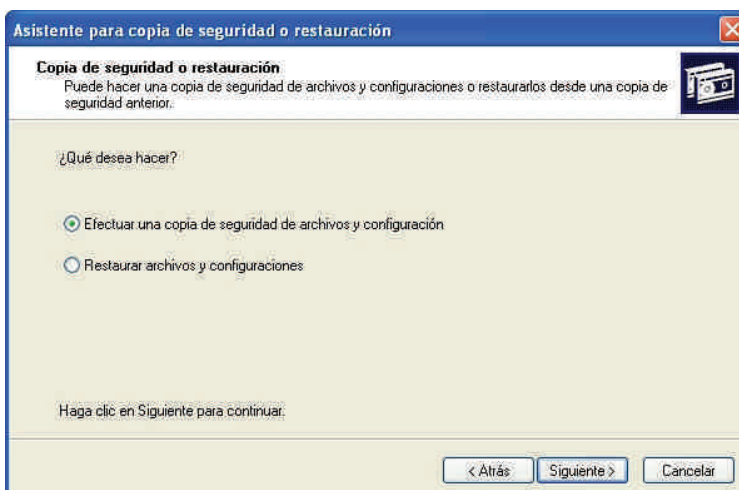 Asistente para copia de seguridad o restauración
Copia de seguridad o restauración
Puede hacer una copia de seguridad de archivos y configuraciones o restaurarlos desde una copia de
seguridad anterior.
¿Qué desea hacer?
Efectuar una copia de seguridad de archivos y configuración
Restaurar archivos y configuraciones
Haga clic en Siguiente para continuar.
< Atrás Siguiente > Cancelar